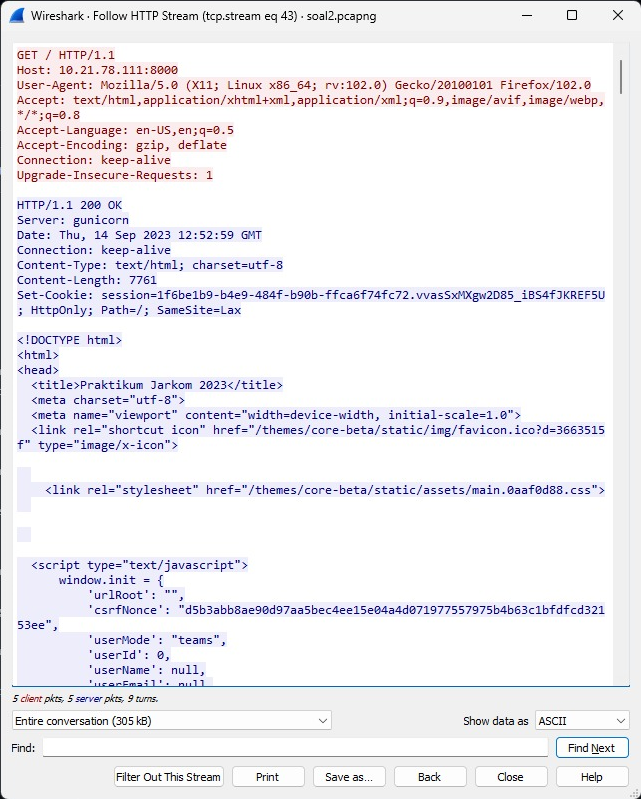 Wireshark · Follow HTTP Stream (tcp.stream eq 43) · soal2.pcapng
GET / HTTP/1.1
Host: 10.21.78.111:8000
User-Agent: Mozilla/5.0 (X11; Linux x86_64; rv:102.0) Gecko/20100101 Firefox/102.0
Accept: text/html,application/xhtml+xml,application/xml;q=0.9,image/avif,image/webp,
*/*;q=0.8
Accept-Language: en-US,en;q=0.5
Accept-Encoding: gzip, deflate
Connection: keep-alive
Upgrade-Insecure-Requests: 1
HTTP/1.1 200 OK
Server: gunicorn
Date: Thu, 14 Sep 2023 12:52:59 GMT
Connection: keep-alive
Content-Type: text/html; charset=utf-8
Content-Length: 7761
Set-Cookie: session=1f6be1b9-b4e9-484f-b90b-ffca6f74fc72.vvasSxMXgw2D85_iBS4fJKREF5U
; HttpOnly; Path=/; SameSite=Lax
<!DOCTYPE html>
<html>
<head>
<title>Praktikum Jarkom 2023</title>
<meta charset="utf-8">
<meta name="viewport" content="width=device-width, initial-scale=1.0">
<link rel="shortcut icon" href="/themes/core-beta/static/img/favicon.ico?d=3663515
f" type="image/x-icon">
<link rel="stylesheet" href="/themes/core-beta/static/assets/main.0aaf0d88.css">
<script type="text/javascript">
window.init = {
'urlRoot': "",
'csrfNonce': "d5b3abb8ae90d97aa5bec4ee15e04a4d071977557975b4b63c1bfdfcd321
53ee",
'userMode': "teams",
'userId': 0,
'userName': null,
'userEmail': null,
5 client pkts, 5 server pkts, 9 turns.
Entire conversation (305 kB)
Show data as ASCII
Find:
Find Next
Filter Out This Stream
Print
Save as…
Back
Close
Help